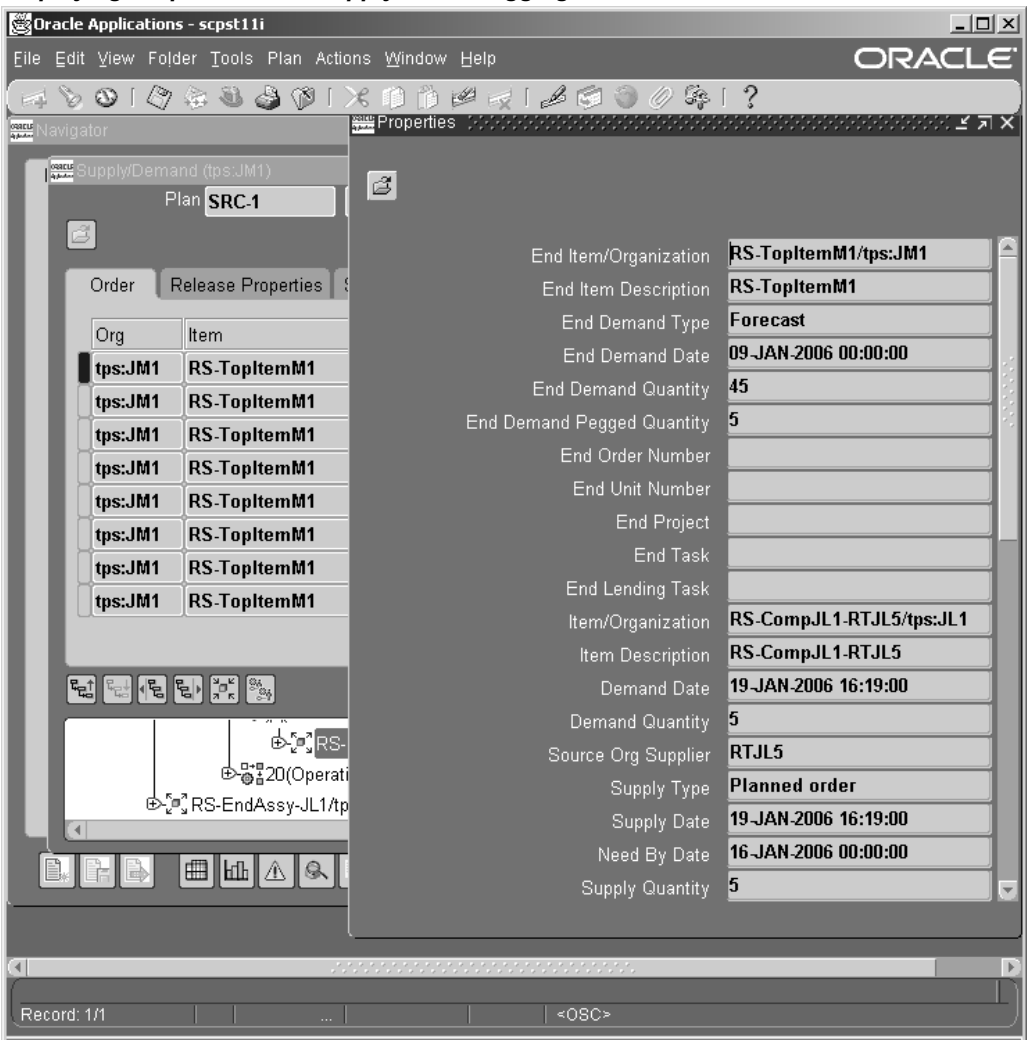 Oracle Applications - scpst11i
File Edit View Folder Tools Plan Actions Window Help
ORACLE
Navigator
Properties
Supply/Demand (tps:JM1)
Plan SRC-1
Order Release Properties
Org Item
tps:JM1 RS-TopItemM1
tps:JM1 RS-TopItemM1
tps:JM1 RS-TopItemM1
tps:JM1 RS-TopItemM1
tps:JM1 RS-TopItemM1
tps:JM1 RS-TopItemM1
tps:JM1 RS-TopItemM1
tps:JM1 RS-TopItemM1
RS-
20(Operati
RS-EndAssy-JL1/tp
End Item/Organization RS-TopItemM1/tps:JM1
End Item Description RS-TopItemM1
End Demand Type Forecast
End Demand Date 09-JAN-2006 00:00:00
End Demand Quantity 45
End Demand Pegged Quantity 5
End Order Number
End Unit Number
End Project
End Task
End Lending Task
Item/Organization RS-CompJL1-RTJL5/tps:JL1
Item Description RS-CompJL1-RTJL5
Demand Date 19-JAN-2006 16:19:00
Demand Quantity 5
Source Org Supplier RTJL5
Supply Type Planned order
Supply Date 19-JAN-2006 16:19:00
Need By Date 16-JAN-2006 00:00:00
Supply Quantity 5
Record: 1/1 ... <OSC>